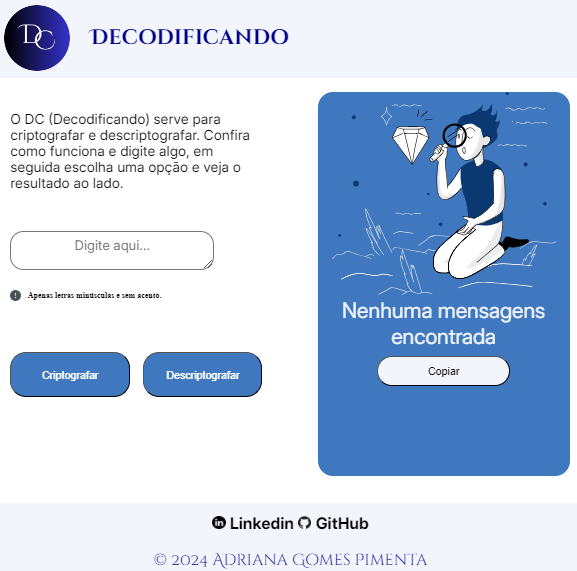 DC DECODIFICANDO
O DC (Decodificando) serve para
criptografar e descriptografar. Confira
como funciona e digite algo, em
seguida escolha uma opção e veja o
resultado ao lado.
Digite aqui...
Apenas letras minúsculas e sem acento.
Criptografar Descriptografar
Nenhuma mensagens
encontrada
Copiar
Linkedin GitHub
© 2024 Adriana Gomes Pimenta